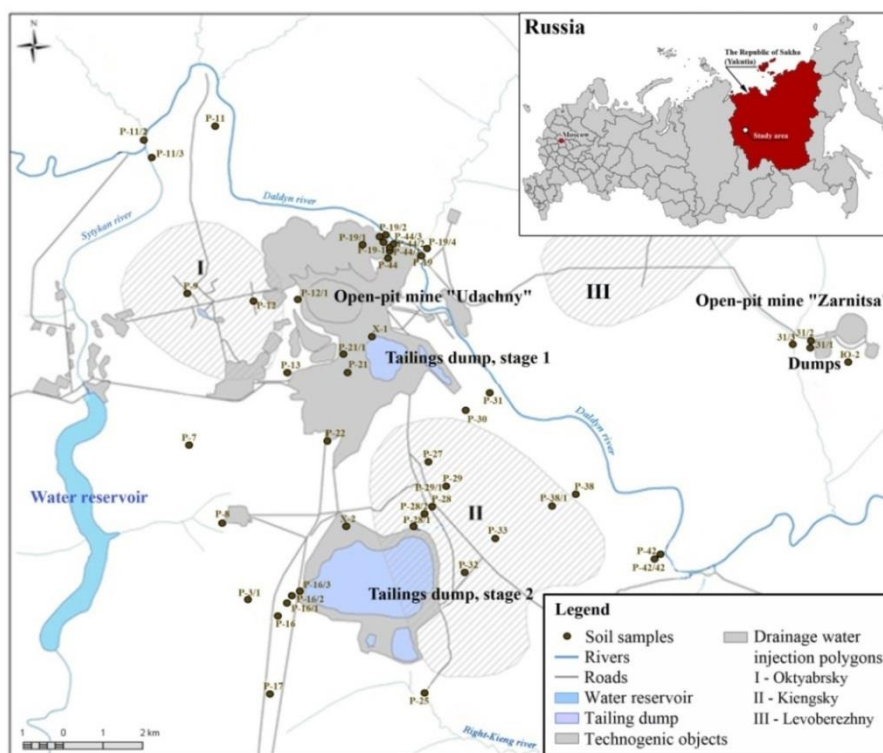 N
Russia
The Republic of Sakha
(Yakutia)
Moscow
Study area
P-11/2
P-11
P-11/3
Sytykan river
Daldyn river
P-19/2
P-19/1
P-44/3
P-19/4
P-44
I
III
P-9
P-12
P-12/1
Open-pit mine "Udachny"
Open-pit mine "Zarnitsa"
X-1
31/2
31/1
Dumps
IO-2
P-21/1
Tailings dump, stage 1
P-13
P-21
P-31
P-30
Daldyn river
P-7
P-22
P-27
Water reservoir
P-29
P-29/1
P-28
P-38
P-38/1
II
P-8
X-2
P-28/1
P-33
P-42
P-42/42
P-32
P-3/1
P-16/3
P-16/2
P-16/1
P-16
Tailings dump, stage 2
P-17
P-25
Right-Kieng river
Legend
Soil samples
Rivers
Roads
Water reservoir
Tailing dump
Technogenic objects
Drainage water
injection polygons
I - Oktyabrsky
II - Kiengsky
III - Levoberezhny
1 0 2 km